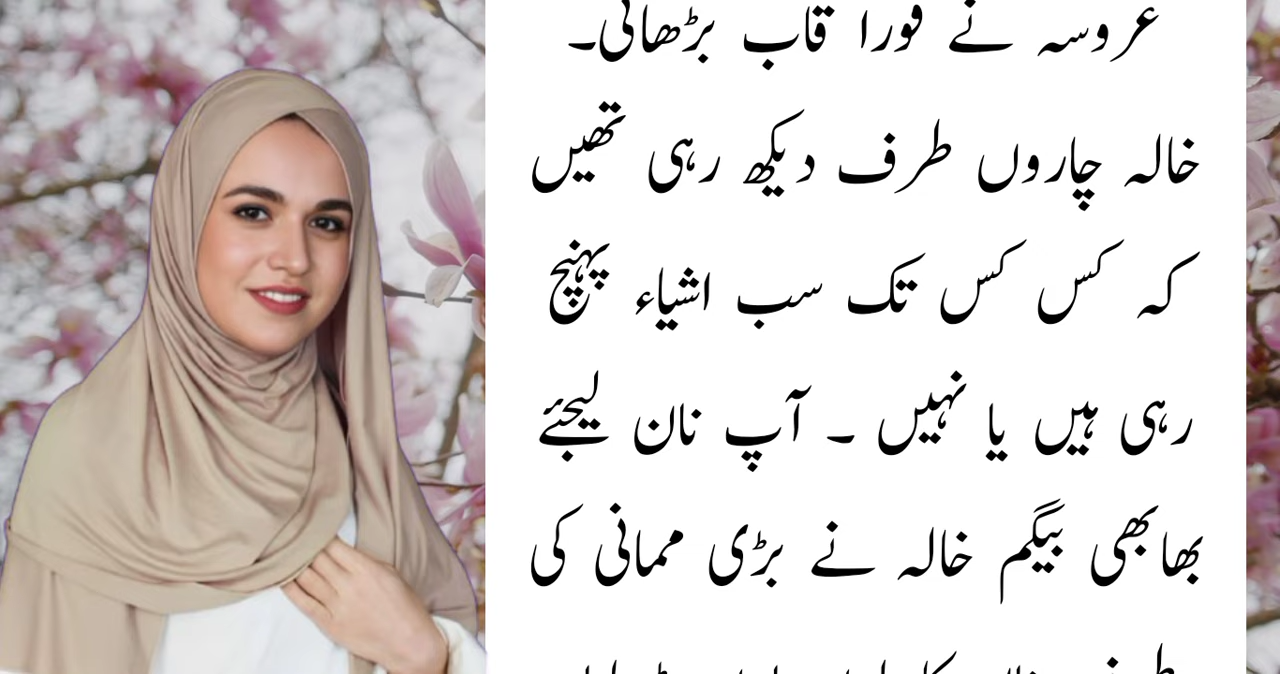 عروسہ نے فورا قاب بڑھائی۔
خالہ چاروں طرف دیکھ رہی تھیں
کہ کس کس تک سب اشیاء پہنچ
رہی ہیں یا نہیں ۔ آپ نان لیجئے
بھابھی بیگم خالہ نے بڑی ممانی کی